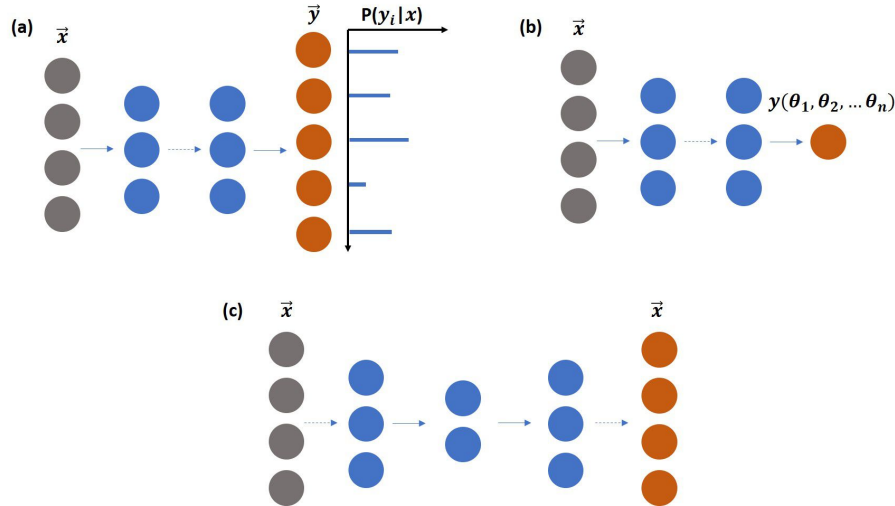 (a)
x⃗
y⃗
P(yᵢ|x)
(b)
x⃗
y(θ₁, θ₂, … θₙ)
(c)
x⃗
x⃗